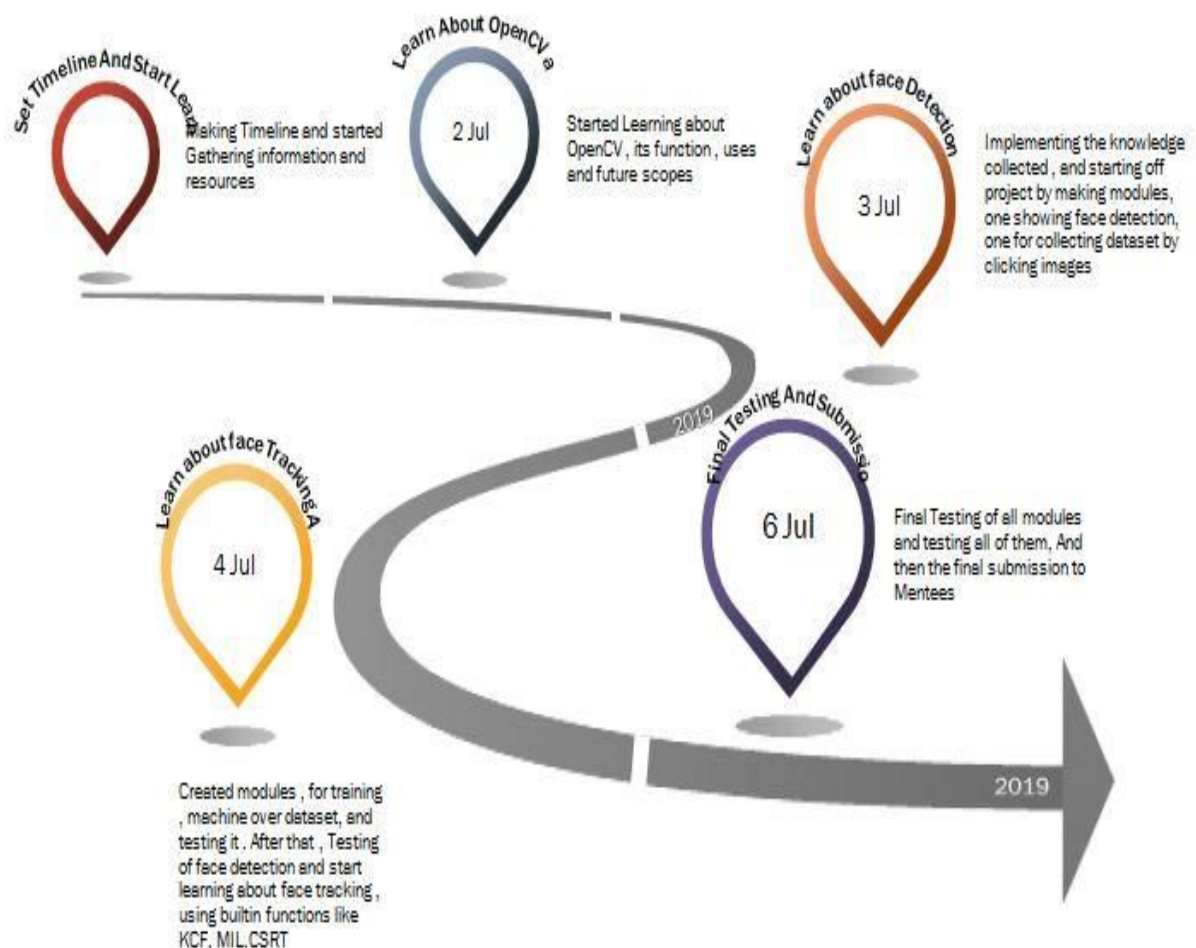 Set Timeline And Start Learn
Making Timeline and started
Gathering information and
resources
Learn About OpenCV a
2 Jul
Started Learning about
OpenCV , its function , uses
and future scopes
Learn about face Detection
3 Jul
Implementing the knowledge
collected , and starting off
project by making modules,
one showing face detection,
one for collecting dataset by
clicking images
2019
Learn about face Tracking A
4 Jul
Created modules , for training
, machine over dataset, and
testing it . After that , Testing
of face detection and start
learning about face tracking ,
using builtin functions like
KCF, MIL,CSRT
Final Testing And Submissio
6 Jul
Final Testing of all modules
and testing all of them, And
then the final submission to
Mentees
2019